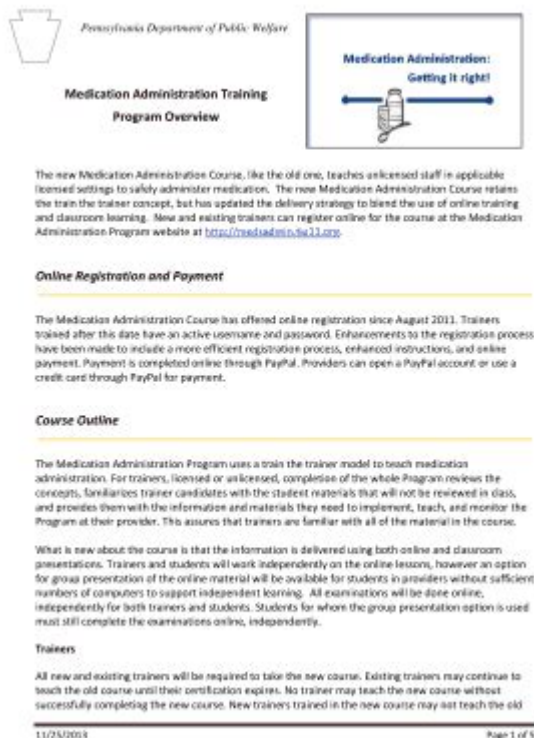 Pennsylvania Department of Public Welfare
Medication Administration:
Getting it right!
Medication Administration Training
Program Overview
The new Medication Administration Course, like the old one, teaches unlicensed staff in applicable
licensed settings to safely administer medication. The new Medication Administration Course retains
the train the trainer concept, but has updated the delivery strategy to blend the use of online training
and classroom learning. New and existing trainers can register online for the course at the Medication
Administration Program website at
Online Registration and Payment
The Medication Administration Course has offered online registration since August 2011. Trainers
trained after this date have an active username and password. Enhancements to the registration process
have been made to include a more efficient registration process, enhanced instructions, and online
payment. Payment is completed online through PayPal. Providers can open a PayPal account or use a
credit card through PayPal for payment.
Course Outline
The Medication Administration Program uses a train the trainer model to teach medication
administration. For trainers, licensed or unlicensed, completion of the whole Program reviews the
concepts, familiarizes trainer candidates with the student materials that will not be reviewed in class,
and provides them with the information and materials they need to implement, teach, and monitor the
Program at their provider. This assures that trainers are familiar with all of the material in the course.
What is new about the course is that the information is delivered using both online and classroom
presentations. Trainers and students will work independently on the online lessons, however an option
for group presentation of the online material will be available for students in providers without sufficient
numbers of computers to support independent learning. All examinations will be done online,
independently for both trainers and students. Students for whom the group presentation option is used
must still complete the examinations online, independently.
Trainers
All new and existing trainers will be required to take the new course. Existing trainers may continue to
teach the old course until their certification expires. No trainer may teach the new course without
successfully completing the new course. New trainers trained in the new course may not teach the old
11/25/2013
Page 1 of 5